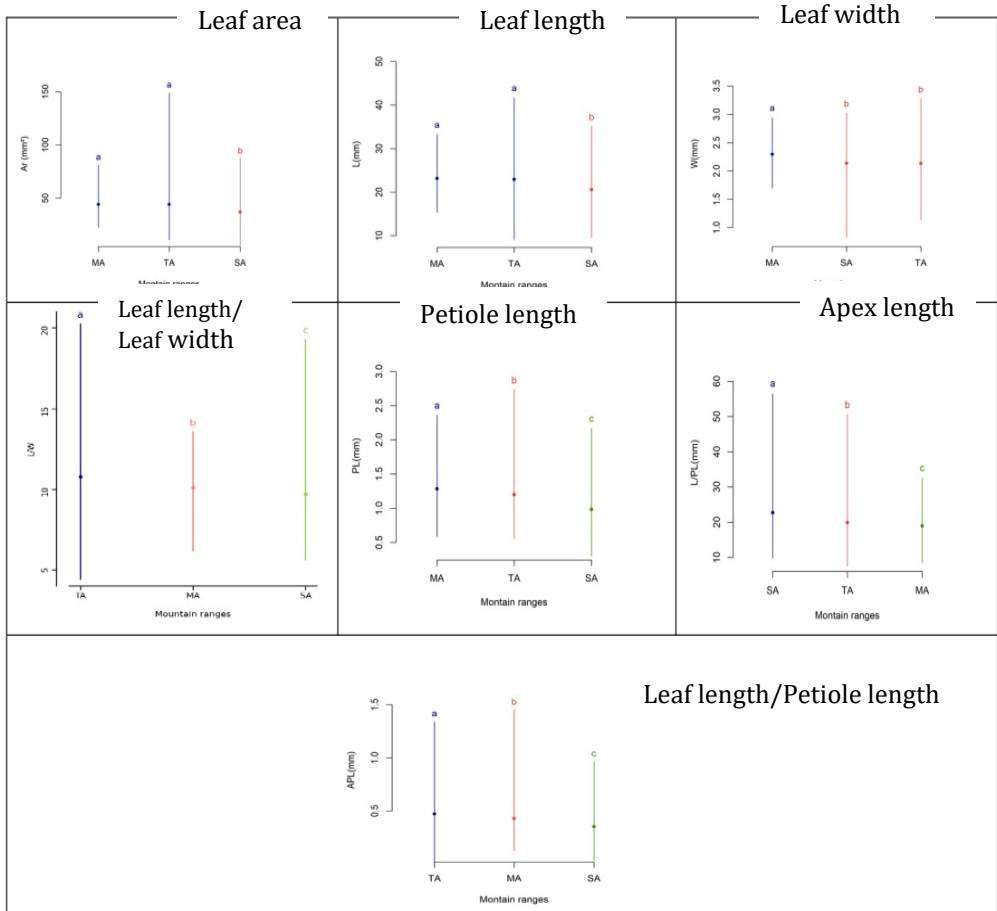 Leaf area
Ar (mm²)
150
100
50
a
a
b
MA
TA
SA
Montain ranges
Leaf length
L(mm)
50
40
30
20
10
a
a
b
MA
TA
SA
Montain ranges
Leaf width
W(mm)
3.5
3.0
2.5
2.0
1.5
1.0
a
b
b
MA
SA
TA
Leaf length/
Leaf width
L/W
20
15
10
5
a
b
c
TA
MA
SA
Mountain ranges
Petiole length
PL(mm)
3.0
2.5
2.0
1.5
1.0
0.5
a
b
c
MA
TA
SA
Montain ranges
Apex length
L/PL(mm)
60
50
40
30
20
10
a
b
c
SA
TA
MA
Montain ranges
Leaf length/Petiole length
APL(mm)
1.5
1.0
0.5
a
b
c
TA
MA
SA
Montain ranges